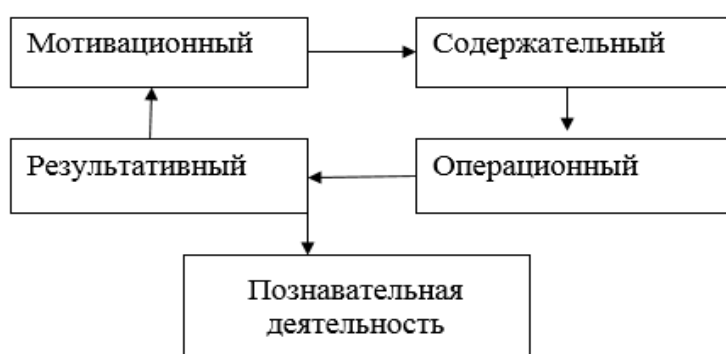 Мотивационный
Содержательный
Результативный
Операционный
Познавательная
деятельность